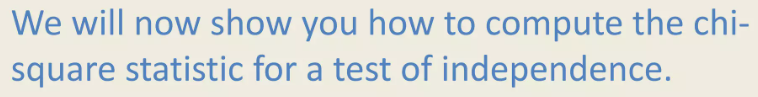 We will now show you how to compute the chi-
square statistic for a test of independence.